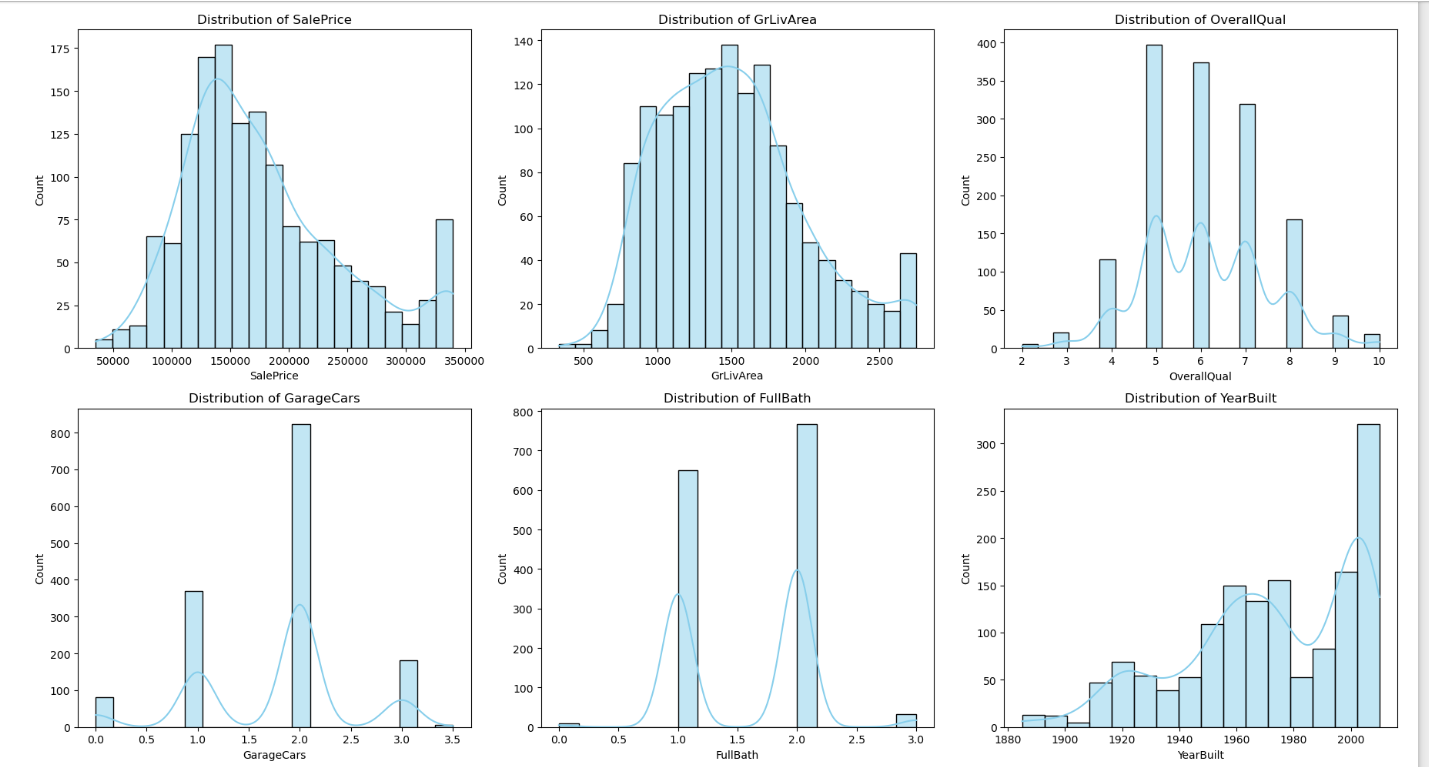 Distribution of SalePrice
Count
175
150
125
100
75
50
25
0
50000 100000 150000 200000 250000 300000 350000
SalePrice
Distribution of GrLivArea
Count
140
120
100
80
60
40
20
0
500 1000 1500 2000 2500
GrLivArea
Distribution of OverallQual
Count
400
350
300
250
200
150
100
50
0
2 3 4 5 6 7 8 9 10
OverallQual
Distribution of GarageCars
Count
800
700
600
500
400
300
200
100
0
0.0 0.5 1.0 1.5 2.0 2.5 3.0 3.5
GarageCars
Distribution of FullBath
Count
800
700
600
500
400
300
200
100
0
0.0 0.5 1.0 1.5 2.0 2.5 3.0
FullBath
Distribution of YearBuilt
Count
300
250
200
150
100
50
0
1880 1900 1920 1940 1960 1980 2000
YearBuilt